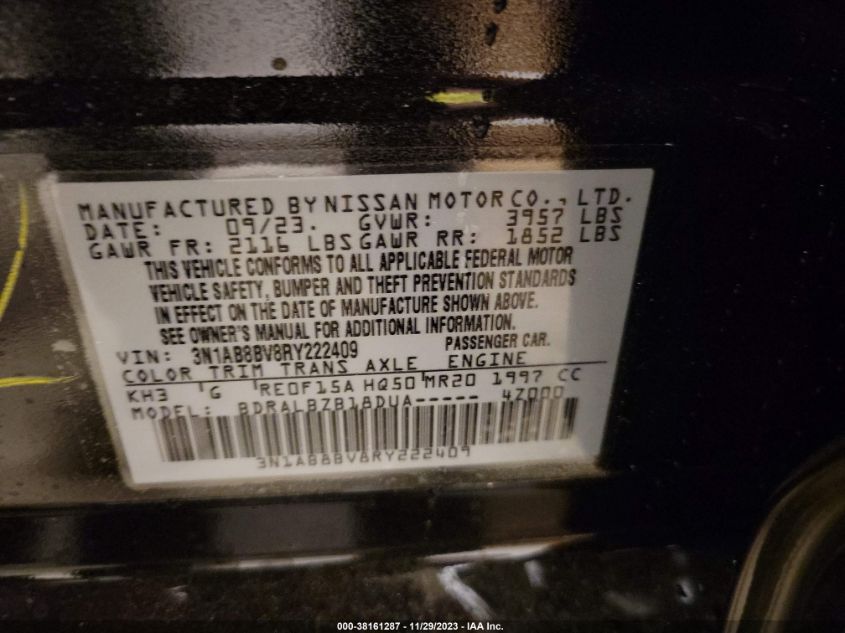 MANUFACTURED BY NISSAN MOTOR CO., LTD.
DATE: 09/23. GVWR: 3957 LBS
GAWR FR: 2116 LBS GAWR RR: 1852 LBS
THIS VEHICLE CONFORMS TO ALL APPLICABLE FEDERAL MOTOR
VEHICLE SAFETY, BUMPER AND THEFT PREVENTION STANDARDS
IN EFFECT ON THE DATE OF MANUFACTURE SHOWN ABOVE.
SEE OWNER'S MANUAL FOR ADDITIONAL INFORMATION.
VIN: 3N1AB8BV8RY222409 PASSENGER CAR.
COLOR TRIM TRANS AXLE ENGINE
KH3 G RE0F15A HQ50 MR20 1997 CC
MODEL: BDRALBZB18DUA----- 4Z000
3N1AB8BV8RY222409
000-38161287 - 11/29/2023 - IAA Inc.